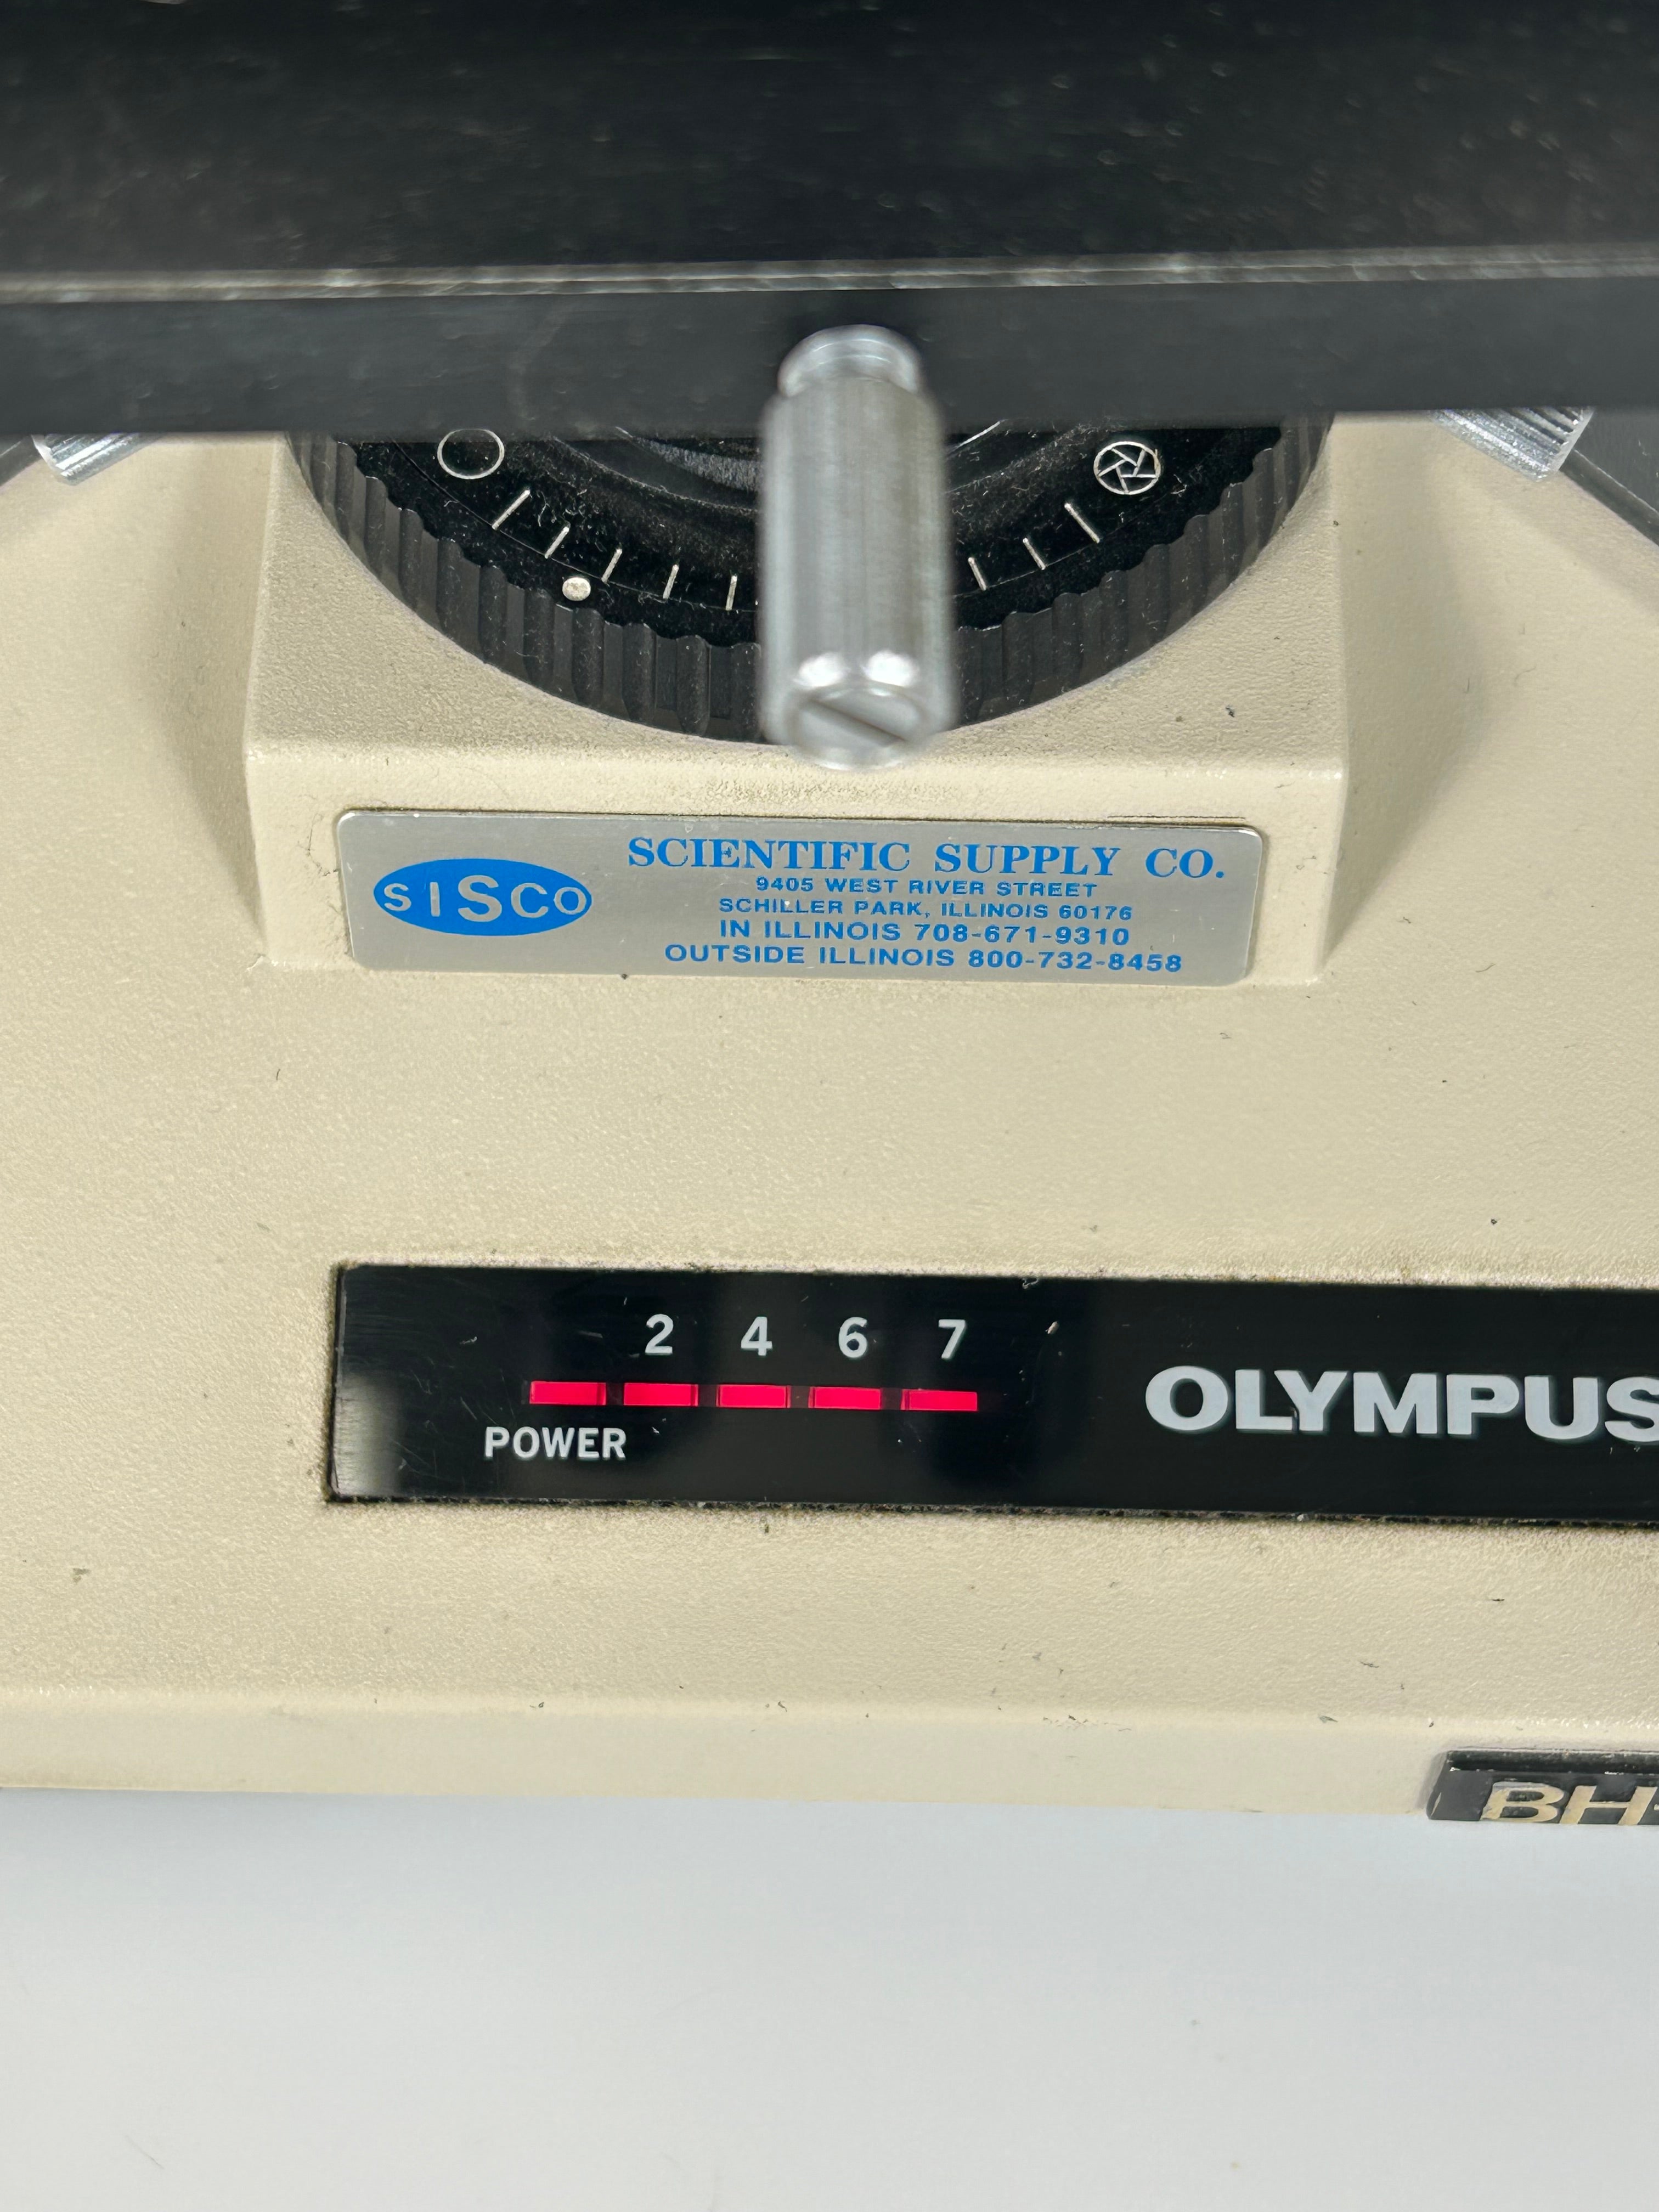 SISCO
SCIENTIFIC SUPPLY CO.
9405 WEST RIVER STREET
SCHILLER PARK, ILLINOIS 60176
IN ILLINOIS 708-671-9310
OUTSIDE ILLINOIS 800-732-8458
2 4 6 7
POWER
OLYMPUS
BH-